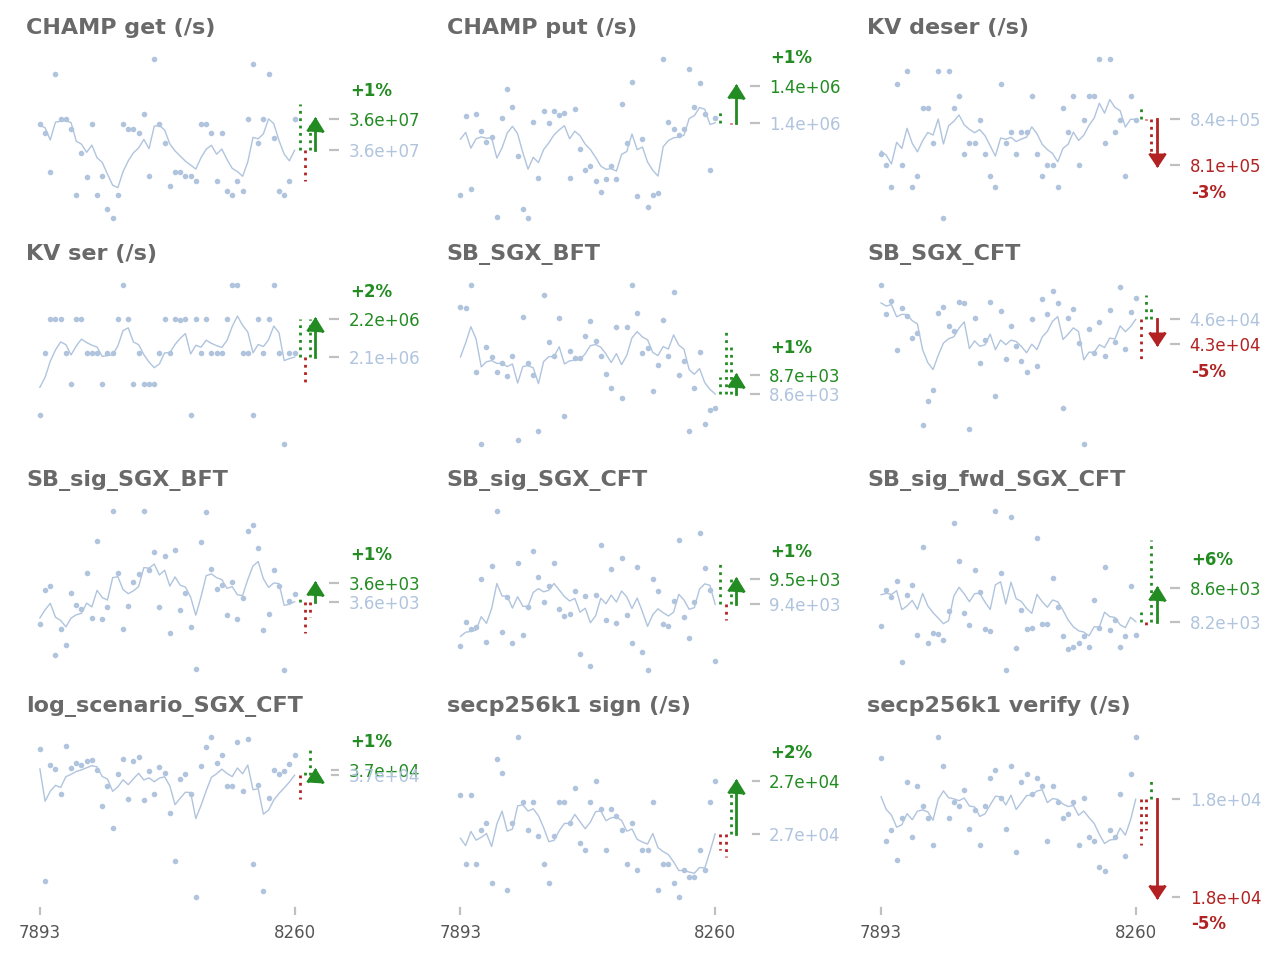 CHAMP get (/s)
+1%
3.6e+07
3.6e+07
CHAMP put (/s)
+1%
1.4e+06
1.4e+06
KV deser (/s)
8.4e+05
8.1e+05
-3%
KV ser (/s)
+2%
2.2e+06
2.1e+06
SB_SGX_BFT
+1%
8.7e+03
8.6e+03
SB_SGX_CFT
4.6e+04
4.3e+04
-5%
SB_sig_SGX_BFT
+1%
3.6e+03
3.6e+03
SB_sig_SGX_CFT
+1%
9.5e+03
9.4e+03
SB_sig_fwd_SGX_CFT
+6%
8.6e+03
8.2e+03
log_scenario_SGX_CFT
+1%
3.7e+04
3.7e+04
7893
8260
secp256k1 sign (/s)
+2%
2.7e+04
2.7e+04
7893
8260
secp256k1 verify (/s)
1.8e+04
1.8e+04
-5%
7893
8260